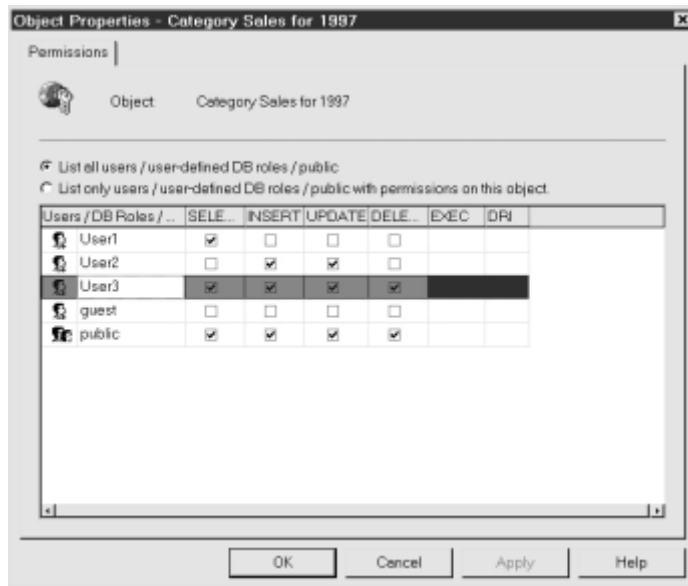 Object Properties - Category Sales for 1997
Permissions
Object Category Sales for 1997
List all users / user-defined DB roles / public
List only users / user-defined DB roles / public with permissions on this object.
Users / DB Roles / ... SELE... INSERT UPDATE DELE... EXEC DRI
User1
User2
User3
guest
public
OK Cancel Apply Help